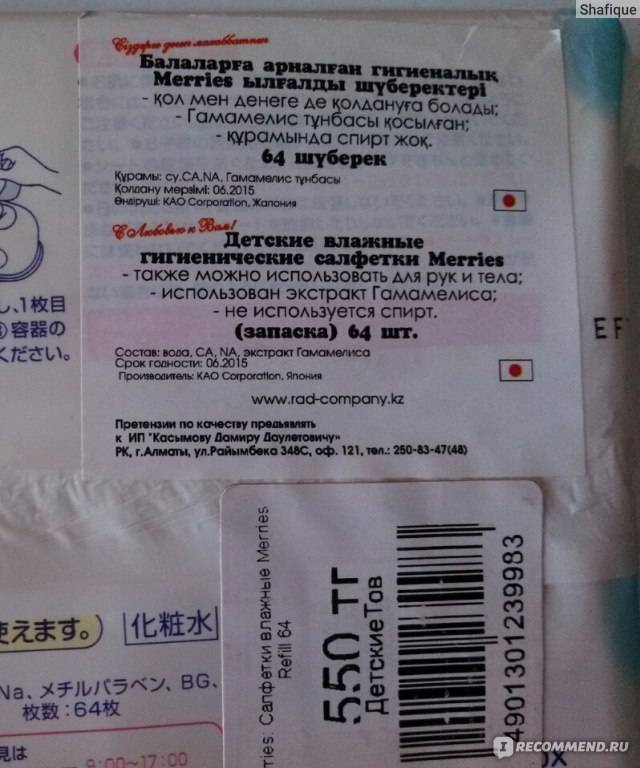 Shafique
Сіздерге деген махаббатпен
Балаларға арналған гигиеналық
Merries ылғалды шүберектері
- қол мен денеге де қолдануға болады;
- Гамамелис тұнбасы қосылған;
- құрамында спирт жоқ.
64 шүберек
Құрамы: су,CA,NA, Гамамелис тұнбасы
Қолдану мерзімі: 06.2015
Өндіруші: KAO Corporation, Жапония
С Любовью к Вам!
Детские влажные
гигиенические салфетки Merries
- также можно использовать для рук и тела;
- использован экстракт Гамамелиса;
- не используется спирт.
(запаска) 64 шт.
Состав: вода, CA, NA, экстракт Гамамелиса
Срок годности: 06.2015
Производитель: KAO Corporation, Япония
www.rad-company.kz
Претензии по качеству предъявлять
к ИП "Касымову Дамиру Даулетовичу"
РК, г.Алматы, ул.Райымбека 348С, оф. 121, тел.: 250-83-47(48)
し、1枚目
容器の
ください。
EF
rries Салфетки влажные Merries
Refill 64
550 тг
ДетскиеТов
4901301239983
使えます。)
化粧水
Na、メチルパラベン、BG、
枚数:64枚
見は
9:00~17:00
IRECOMMEND.RU